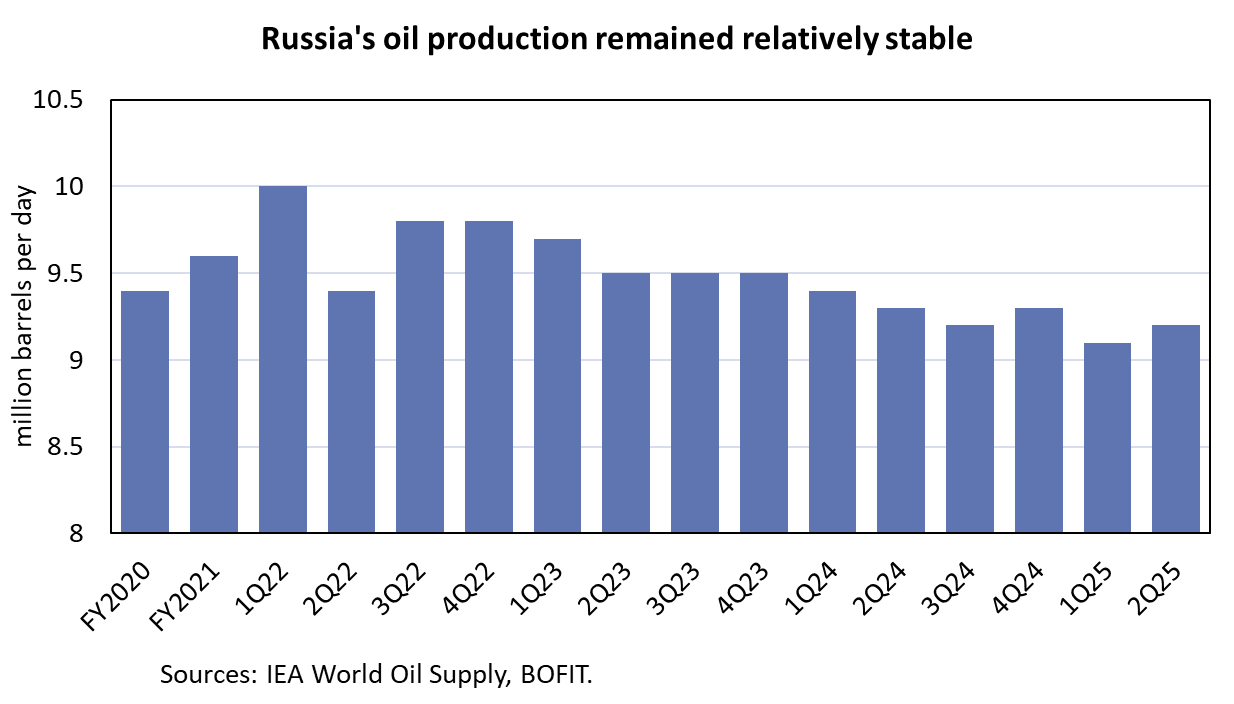 Russia's oil production remained relatively stable
million barrels per day
10.5
10
9.5
9
8.5
8
FY2020 FY2021 1Q22 2Q22 3Q22 4Q22 1Q23 2Q23 3Q23 4Q23 1Q24 2Q24 3Q24 4Q24 1Q25 2Q25
Sources: IEA World Oil Supply, BOFIT.